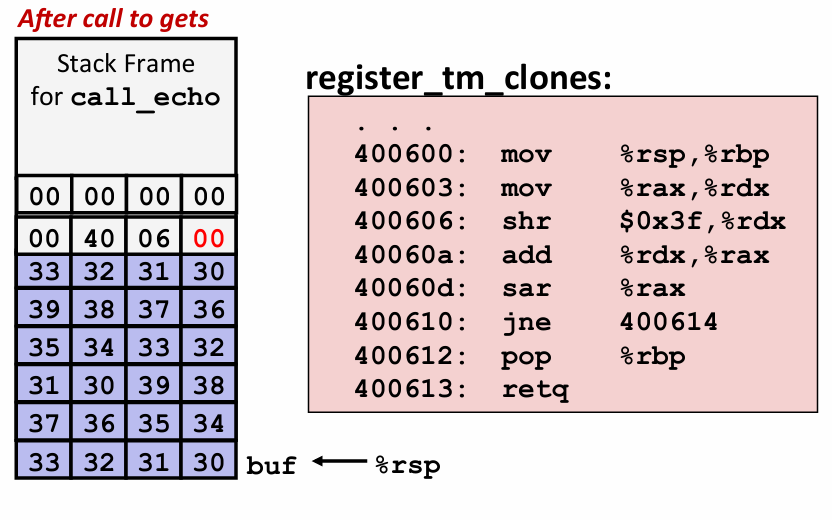 After call to gets
Stack Frame
for call_echo
00 00 00 00
00 40 06 00
33 32 31 30
39 38 37 36
35 34 33 32
31 30 39 38
37 36 35 34
33 32 31 30 buf %rsp
register_tm_clones:
. . .
400600: mov %rsp,%rbp
400603: mov %rax,%rdx
400606: shr $0x3f,%rdx
40060a: add %rdx,%rax
40060d: sar %rax
400610: jne 400614
400612: pop %rbp
400613: retq